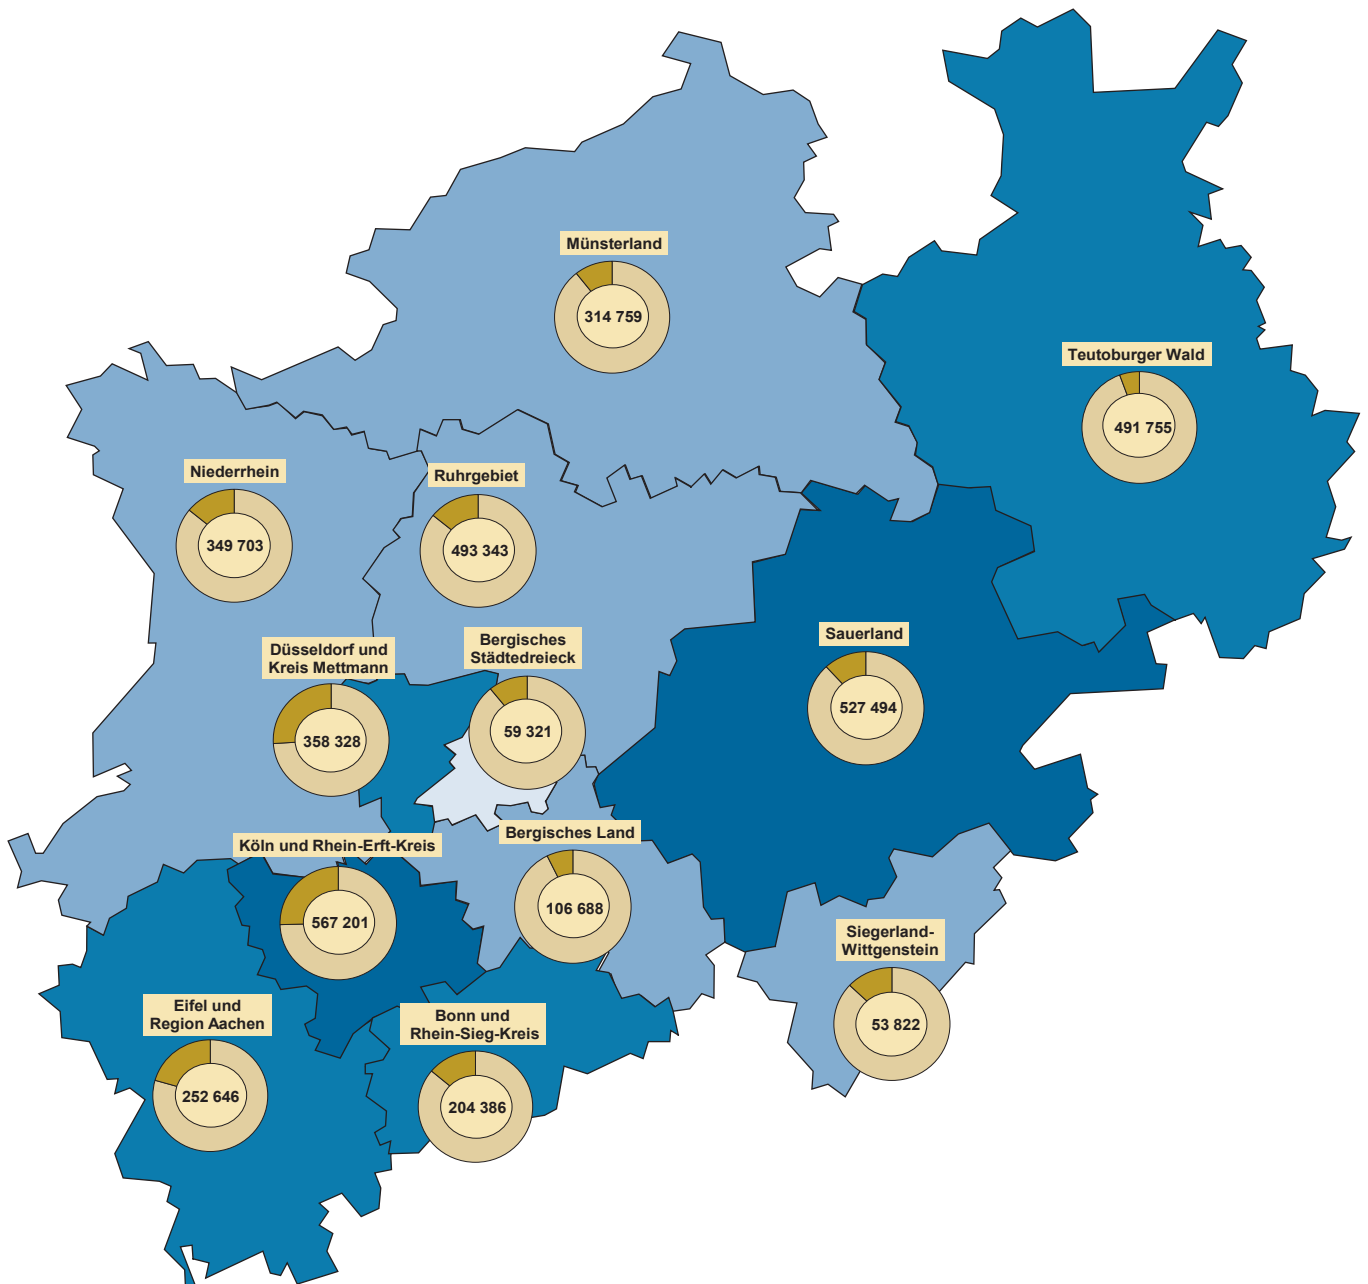 Münsterland
314 759
Teutoburger Wald
491 755
Niederrhein
349 703
Ruhrgebiet
493 343
Düsseldorf und
Kreis Mettmann
358 328
Bergisches
Städtedreieck
59 321
Sauerland
527 494
Köln und Rhein-Erft-Kreis
567 201
Bergisches Land
106 688
Siegerland-
Wittgenstein
53 822
Eifel und
Region Aachen
252 646
Bonn und
Rhein-Sieg-Kreis
204 386